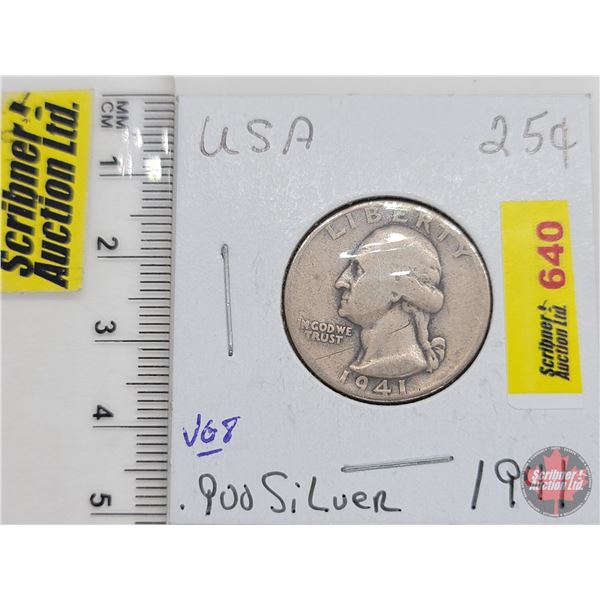 Scribner
Auction Ltd.
MM
CM
1
2
3
4
5
USA 25¢
LIBERTY
IN GOD WE
TRUST
1941
640
Scribner
Auction Ltd.
VG8
.900 SiLver 1941
Scribner
Auction Ltd.